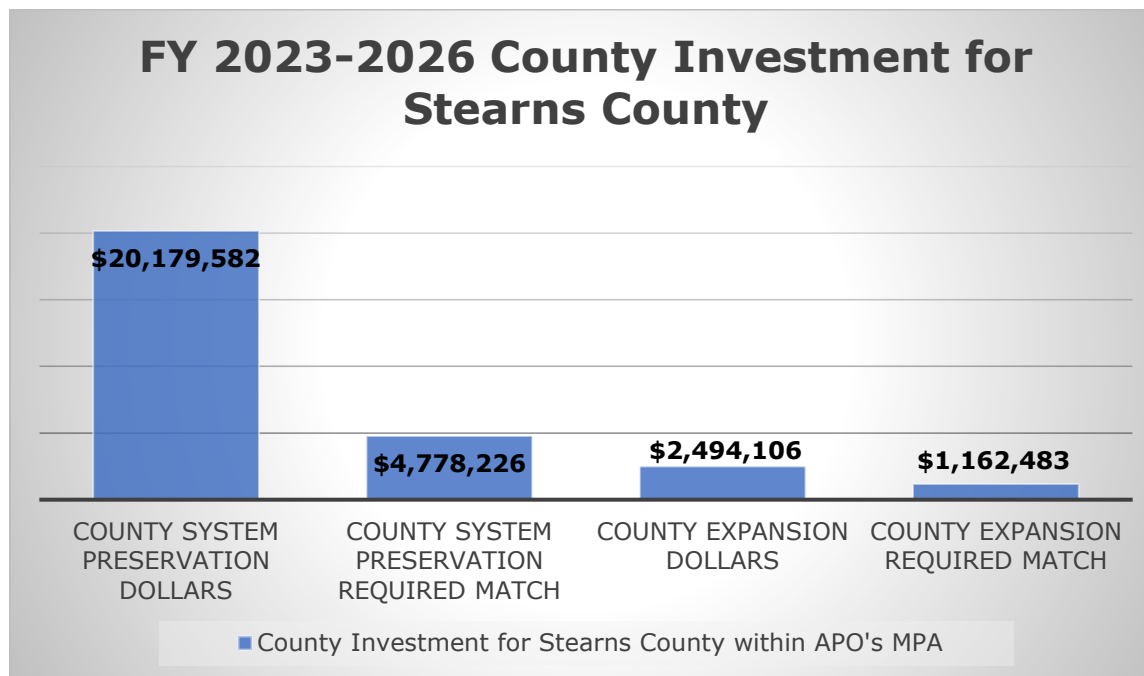 FY 2023-2026 County Investment for
Stearns County
$20,179,582
$4,778,226
$2,494,106
$1,162,483
COUNTY SYSTEM
PRESERVATION
DOLLARS
COUNTY SYSTEM
PRESERVATION
REQUIRED MATCH
COUNTY EXPANSION
DOLLARS
COUNTY EXPANSION
REQUIRED MATCH
County Investment for Stearns County within APO's MPA